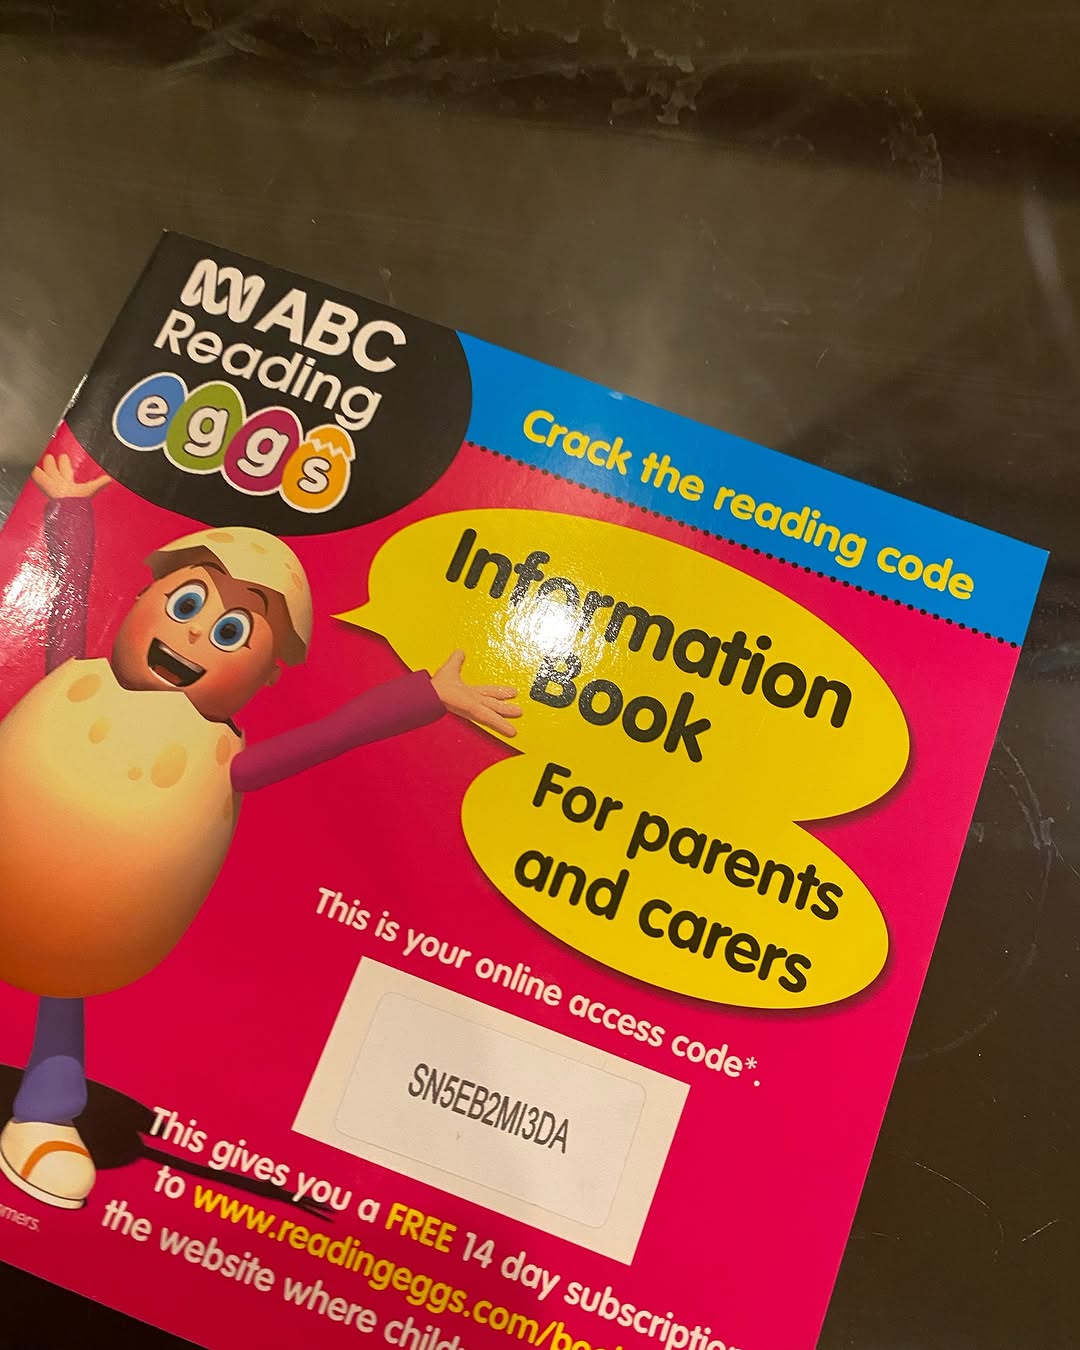 ABC
Reading
eggs
Crack the reading code
Information
Book
For parents
and carers
This is your online access code*.
SN5EB2MI3DA
This gives you a FREE 14 day subscription
to www.readingeggs.com/
the website where